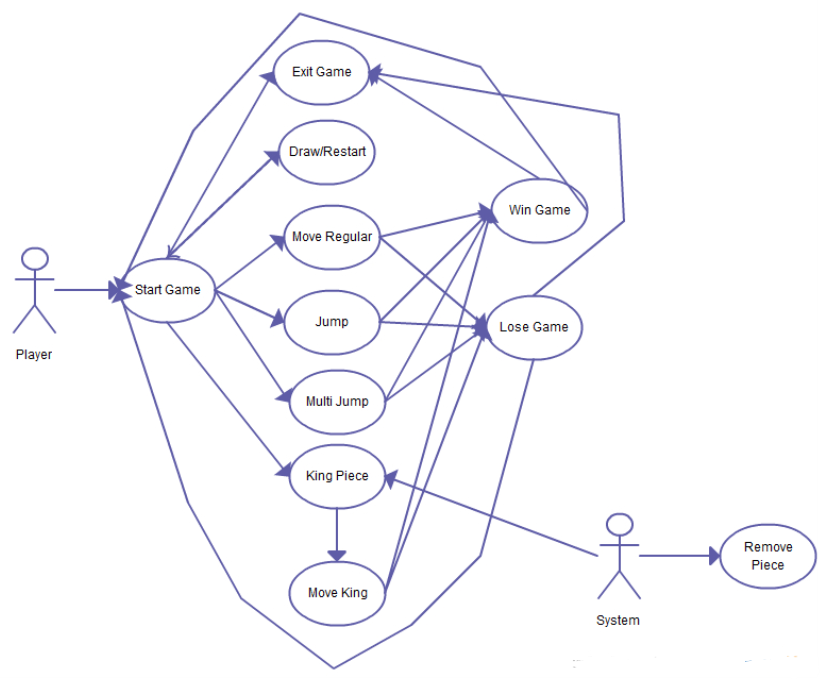 Exit Game
Draw/Restart
Win Game
Move Regular
Start Game
Jump
Lose Game
Player
Multi Jump
King Piece
Remove
Piece
Move King
System